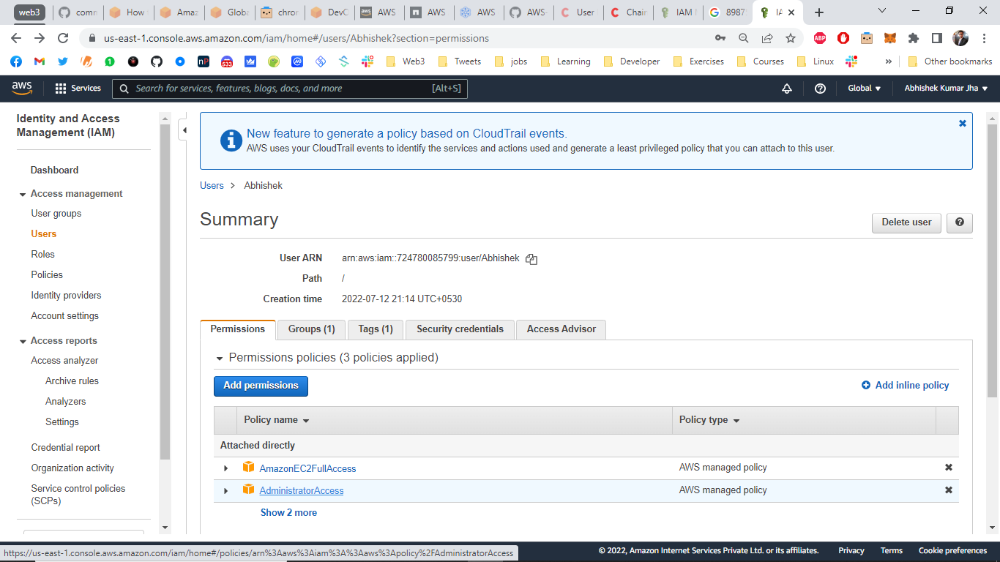 web3
comn
How
Amaz
Globa
chron
DevC
AWS
AWS
AWS
AWS-
User
Chain
IAM I
8987
IA
us-east-1.console.aws.amazon.com/iam/home#/users/Abhishek?section=permissions
ABP
533
nP
Web3
Tweets
jobs
Learning
Developer
Exercises
Courses
Linux
»
Other bookmarks
aws
Services
Search for services, features, blogs, docs, and more [Alt+S]
Global
Abhishek Kumar Jha
Identity and Access
Management (IAM)
Dashboard
Access management
User groups
Users
Roles
Policies
Identity providers
Account settings
Access reports
Access analyzer
Archive rules
Analyzers
Settings
Credential report
Organization activity
Service control policies
(SCPs)
New feature to generate a policy based on CloudTrail events.
AWS uses your CloudTrail events to identify the services and actions used and generate a least privileged policy that you can attach to this user.
Users > Abhishek
Summary
Delete user
?
User ARN arn:aws:iam::724780085799:user/Abhishek
Path /
Creation time 2022-07-12 21:14 UTC+0530
Permissions Groups (1) Tags (1) Security credentials Access Advisor
Permissions policies (3 policies applied)
Add permissions
Add inline policy
Policy name Policy type
Attached directly
AmazonEC2FullAccess AWS managed policy
AdministratorAccess AWS managed policy
Show 2 more
https://us-east-1.console.aws.amazon.com/iam/home#/policies/arn%3Aaws%3Aiam%3A%3Aaws%3Apolicy%2FAdministratorAccess
© 2022, Amazon Internet Services Private Ltd. or its affiliates. Privacy Terms Cookie preferences